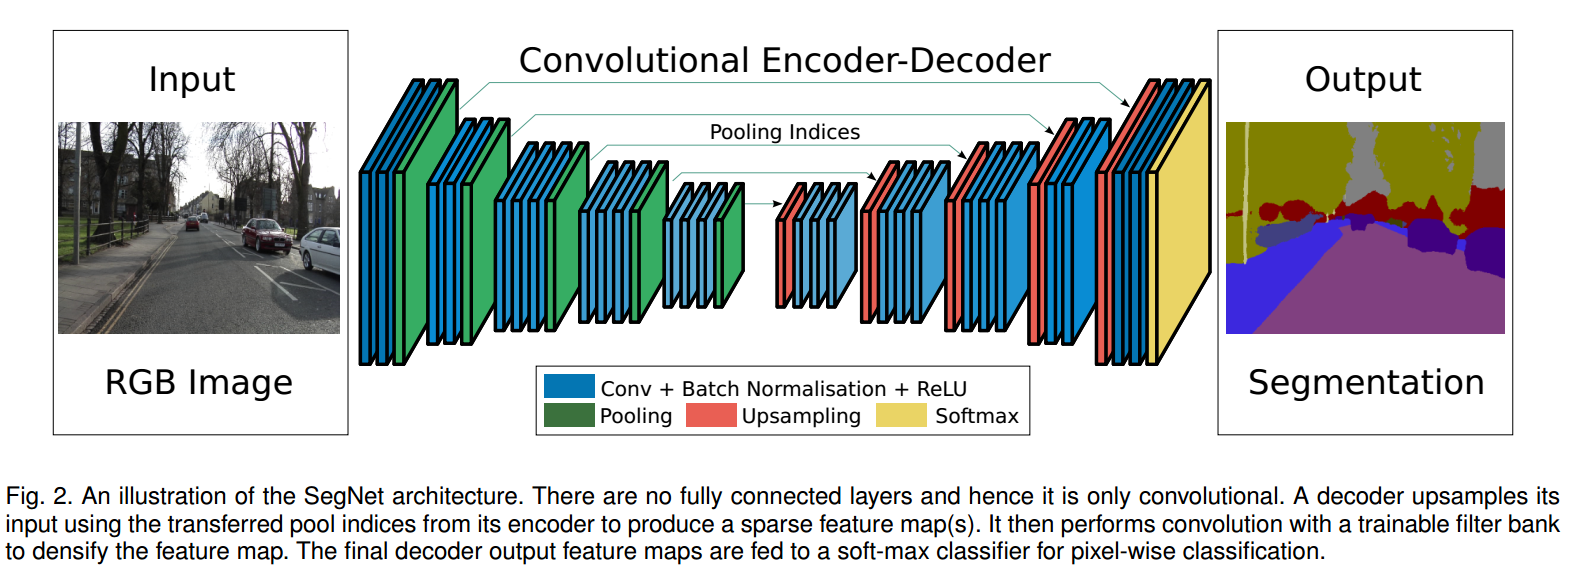 Convolutional Encoder-Decoder
Input
Output
Pooling Indices
RGB Image
Segmentation
Conv + Batch Normalisation + ReLU
Pooling
Upsampling
Softmax
Fig. 2. An illustration of the SegNet architecture. There are no fully connected layers and hence it is only convolutional. A decoder upsamples its
input using the transferred pool indices from its encoder to produce a sparse feature map(s). It then performs convolution with a trainable filter bank
to densify the feature map. The final decoder output feature maps are fed to a soft-max classifier for pixel-wise classification.